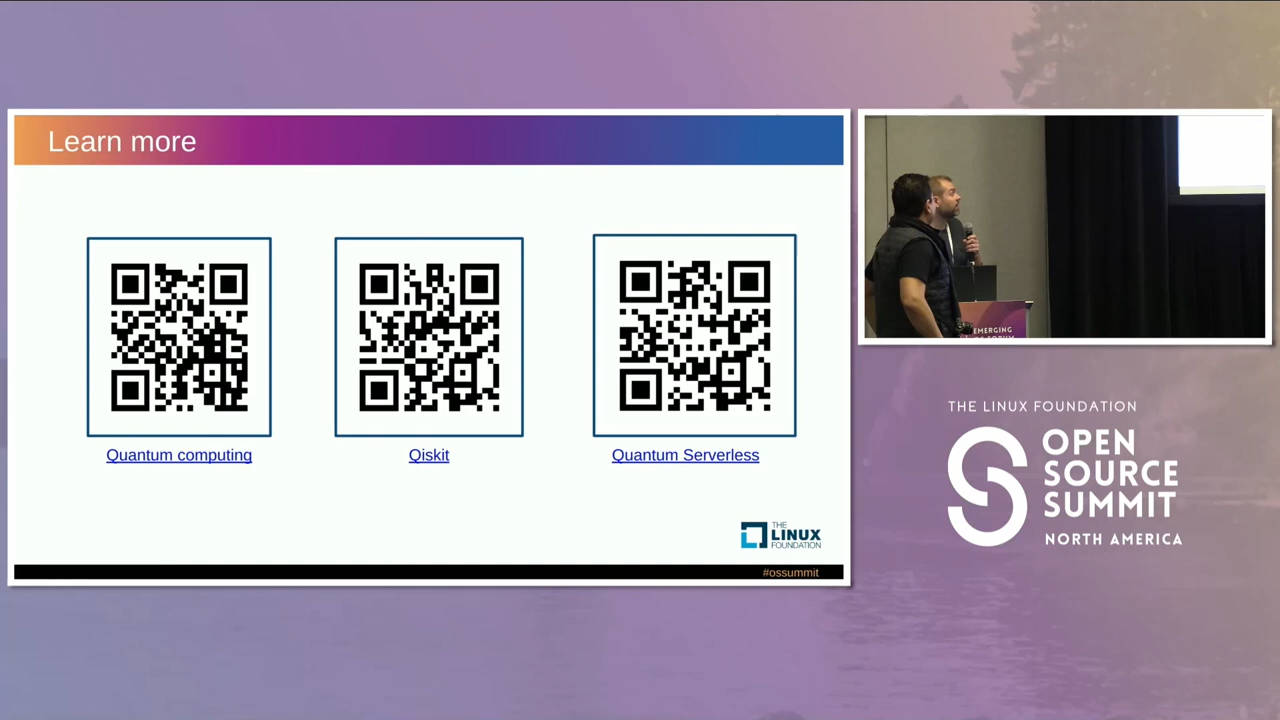 Learn more
Quantum computing
Qiskit
Quantum Serverless
THE
LINUX
FOUNDATION
#ossummit
EMERGING
THE LINUX FOUNDATION
OPEN
SOURCE
SUMMIT
NORTH AMERICA